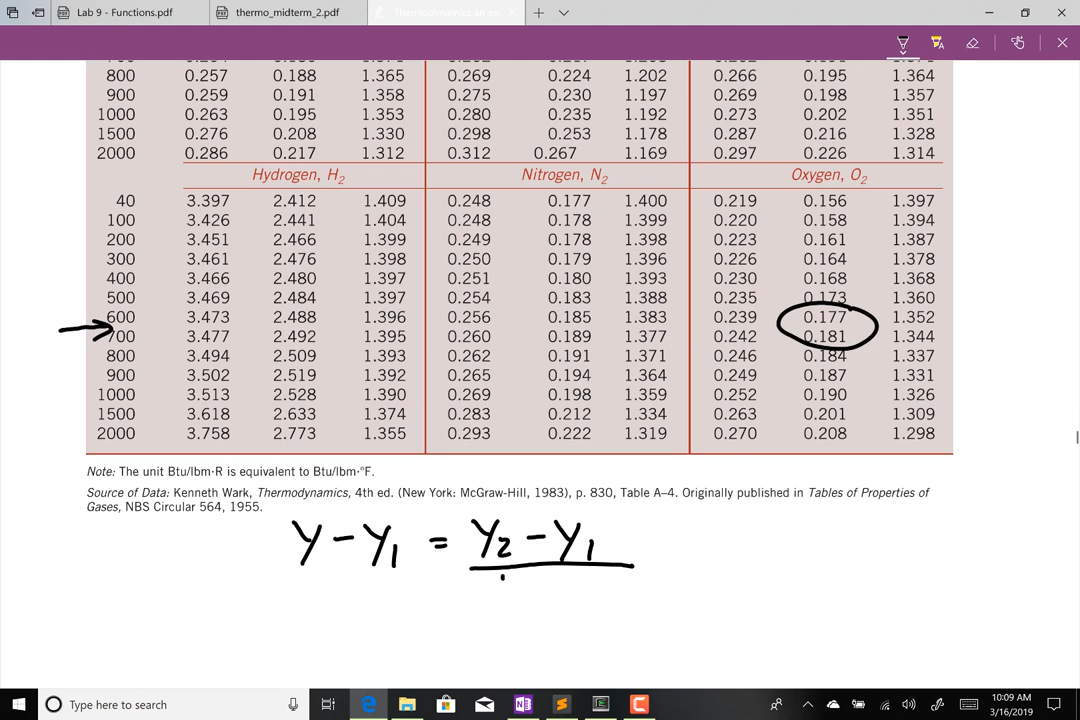 Lab 9 - Functions.pdf thermo_midterm_2.pdf Thermodynamics an en
800 0.257 0.188 1.365 0.269 0.224 1.202 0.266 0.195 1.364
900 0.259 0.191 1.358 0.275 0.230 1.197 0.269 0.198 1.357
1000 0.263 0.195 1.353 0.280 0.235 1.192 0.273 0.202 1.351
1500 0.276 0.208 1.330 0.298 0.253 1.178 0.287 0.216 1.328
2000 0.286 0.217 1.312 0.312 0.267 1.169 0.297 0.226 1.314
Hydrogen, H2 Nitrogen, N2 Oxygen, O2
40 3.397 2.412 1.409 0.248 0.177 1.400 0.219 0.156 1.397
100 3.426 2.441 1.404 0.248 0.178 1.399 0.220 0.158 1.394
200 3.451 2.466 1.399 0.249 0.178 1.398 0.223 0.161 1.387
300 3.461 2.476 1.398 0.250 0.179 1.396 0.226 0.164 1.378
400 3.466 2.480 1.397 0.251 0.180 1.393 0.230 0.168 1.368
500 3.469 2.484 1.397 0.254 0.183 1.388 0.235 0.173 1.360
600 3.473 2.488 1.396 0.256 0.185 1.383 0.239 0.177 1.352
700 3.477 2.492 1.395 0.260 0.189 1.377 0.242 0.181 1.344
800 3.494 2.509 1.393 0.262 0.191 1.371 0.246 0.184 1.337
900 3.502 2.519 1.392 0.265 0.194 1.364 0.249 0.187 1.331
1000 3.513 2.528 1.390 0.269 0.198 1.359 0.252 0.190 1.326
1500 3.618 2.633 1.374 0.283 0.212 1.334 0.263 0.201 1.309
2000 3.758 2.773 1.355 0.293 0.222 1.319 0.270 0.208 1.298
Note: The unit Btu/lbm·R is equivalent to Btu/lbm·°F.
Source of Data: Kenneth Wark, Thermodynamics, 4th ed. (New York: McGraw-Hill, 1983), p. 830, Table A–4. Originally published in Tables of Properties of
Gases, NBS Circular 564, 1955.
y - y1 = y2 - y1
Type here to search
10:09 AM
3/16/2019